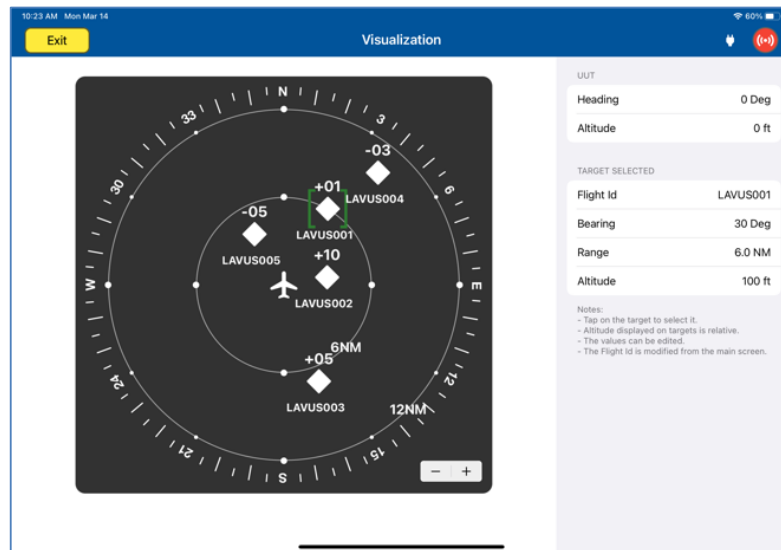 10:23 AM Mon Mar 14
60%
Exit
Visualization
N
33
3
30
6
W
E
24
12
21
15
S
-03
LAVUS004
+01
LAVUS001
-05
LAVUS005
+10
LAVUS002
6NM
+05
LAVUS003
12NM
− +
UUT
Heading 0 Deg
Altitude 0 ft
TARGET SELECTED
Flight Id LAVUS001
Bearing 30 Deg
Range 6.0 NM
Altitude 100 ft
Notes:
- Tap on the target to select it.
- Altitude displayed on targets is relative.
- The values can be edited.
- The Flight Id is modified from the main screen.